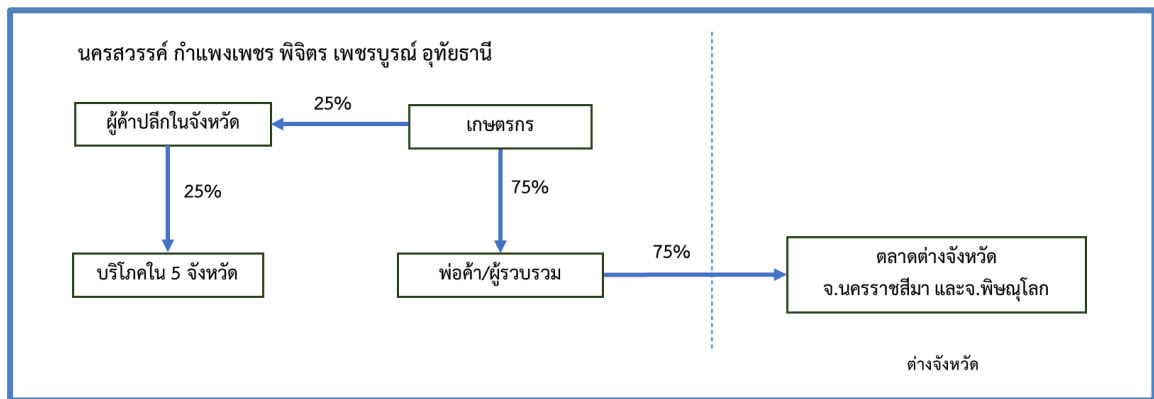 นครสวรรค์ กำแพงเพชร พิจิตร เพชรบูรณ์ อุทัยธานี
ผู้ค้าปลีกในจังหวัด
25%
เกษตรกร
25%
75%
บริโภคใน 5 จังหวัด
พ่อค้า/ผู้รวบรวม
75%
ตลาดต่างจังหวัด
จ.นครราชสีมา และจ.พิษณุโลก
ต่างจังหวัด